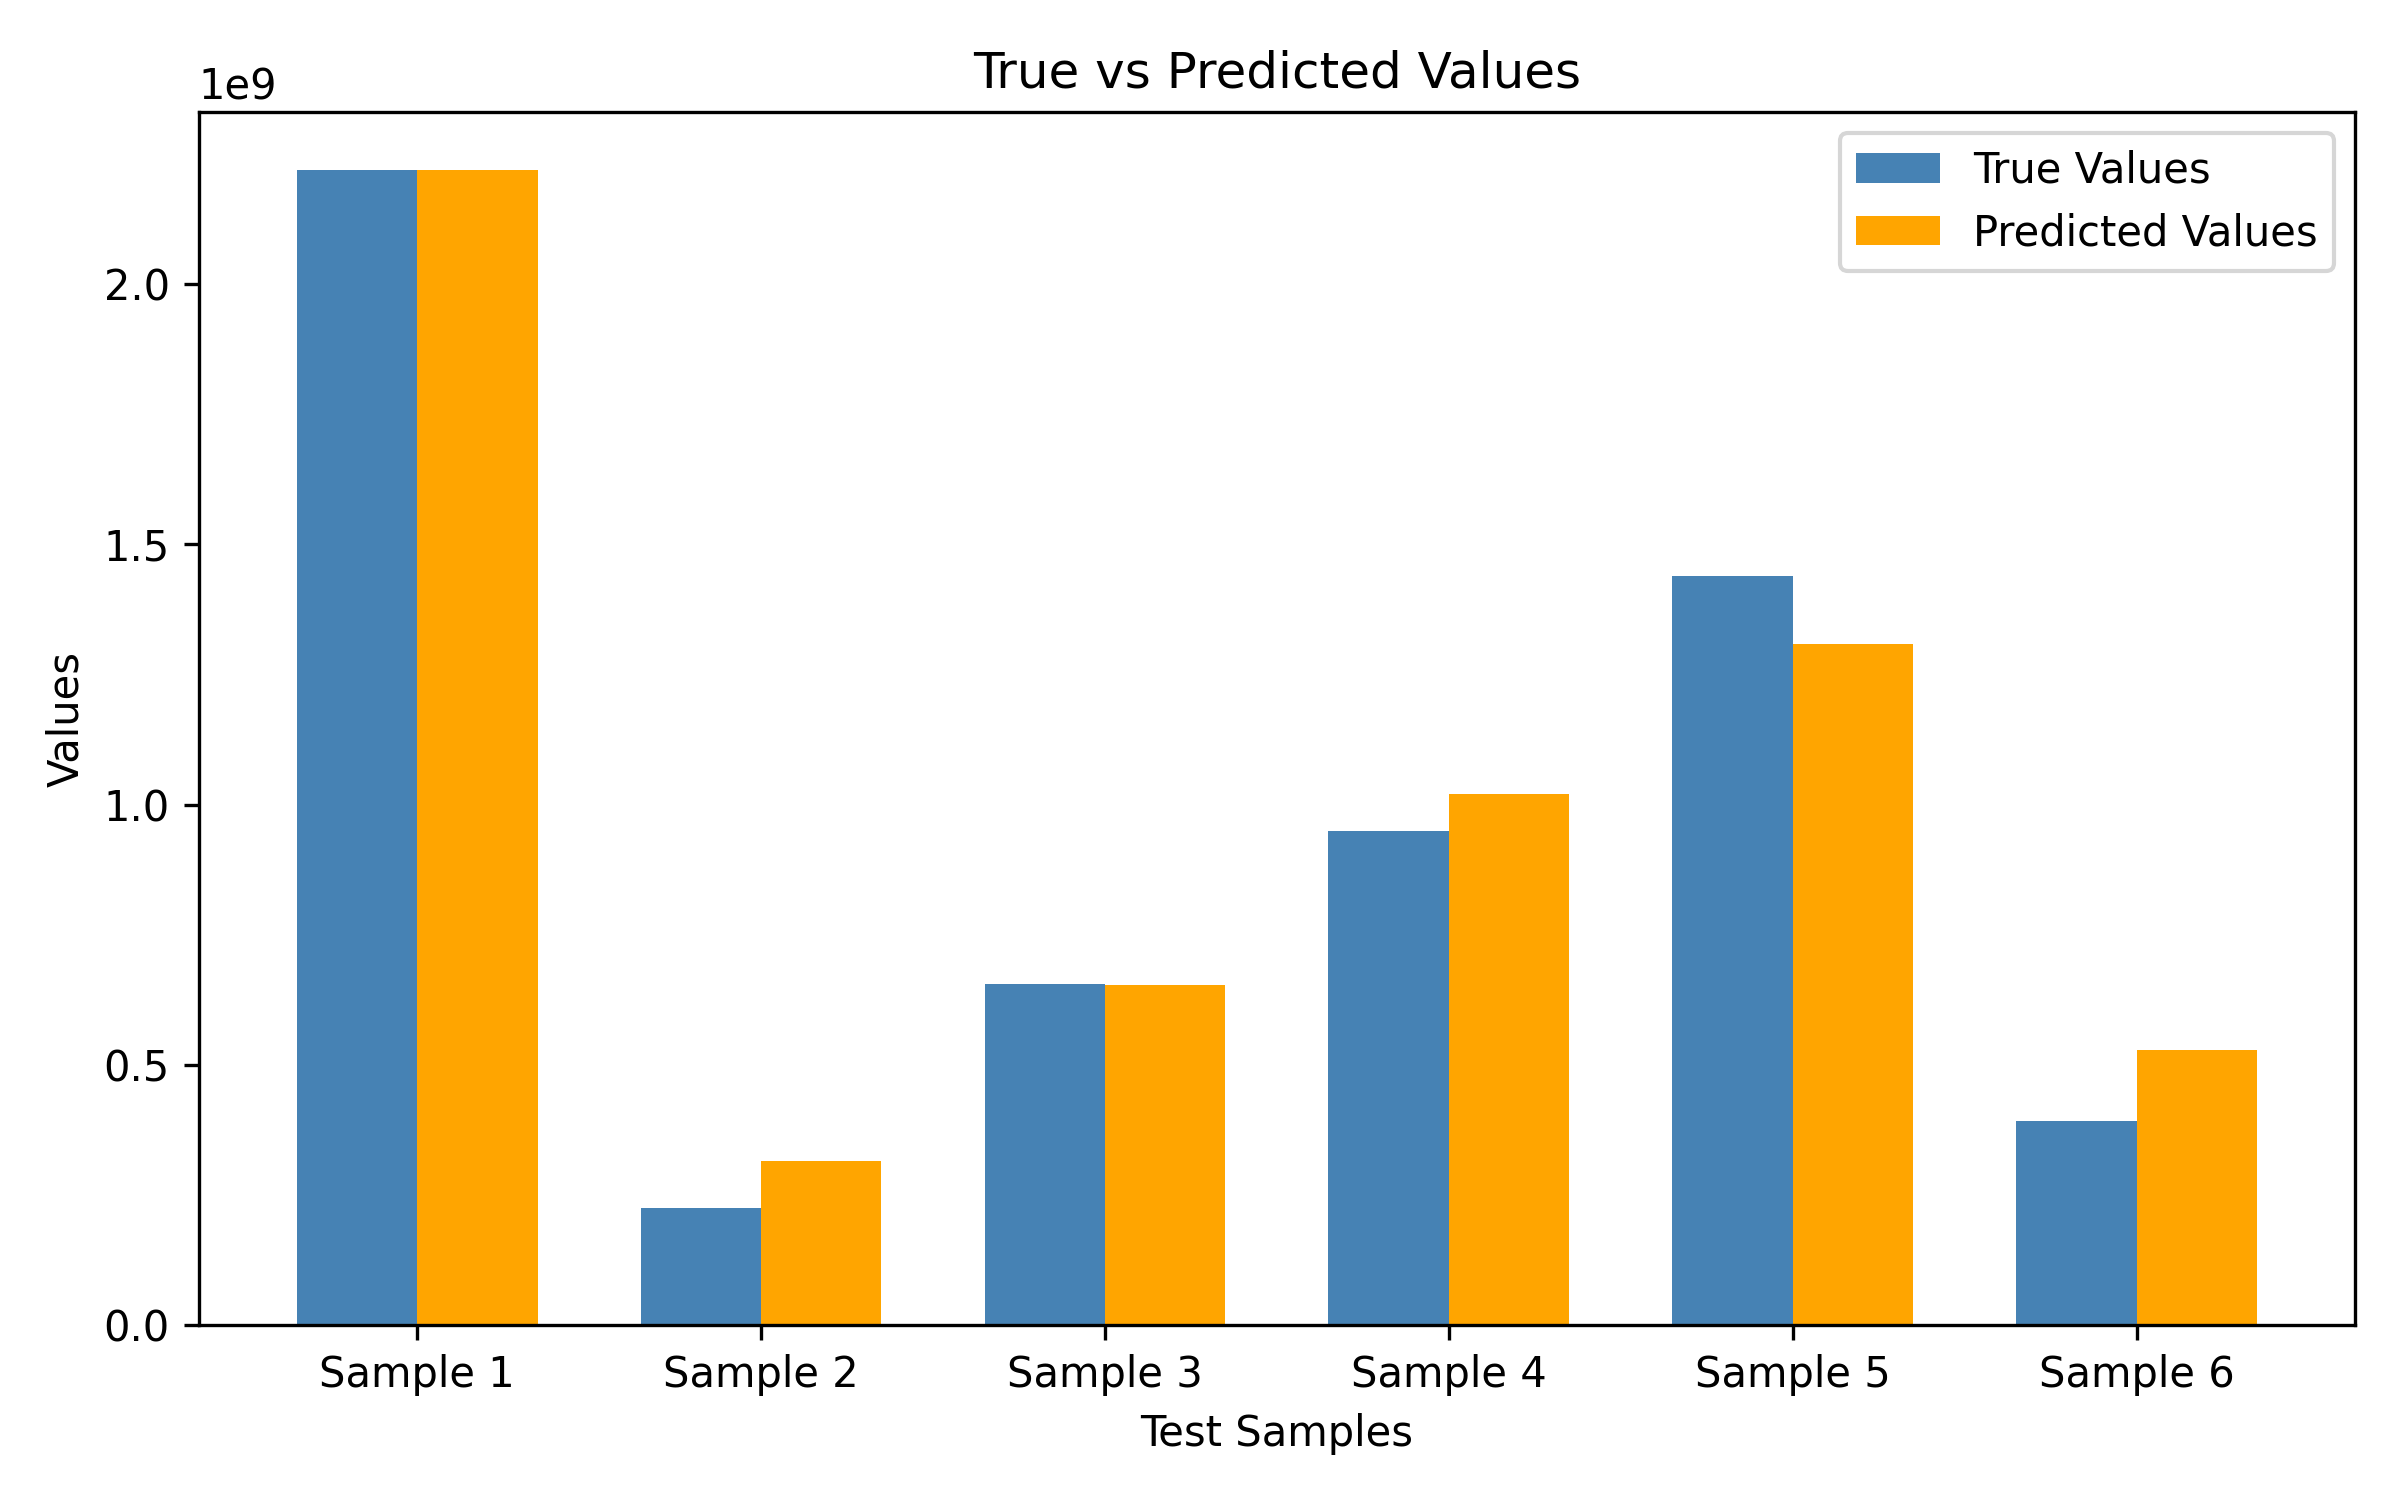 True vs Predicted Values
1e9
True Values
Predicted Values
2.0
1.5
1.0
0.5
0.0
Values
Sample 1
Sample 2
Sample 3
Sample 4
Sample 5
Sample 6
Test Samples